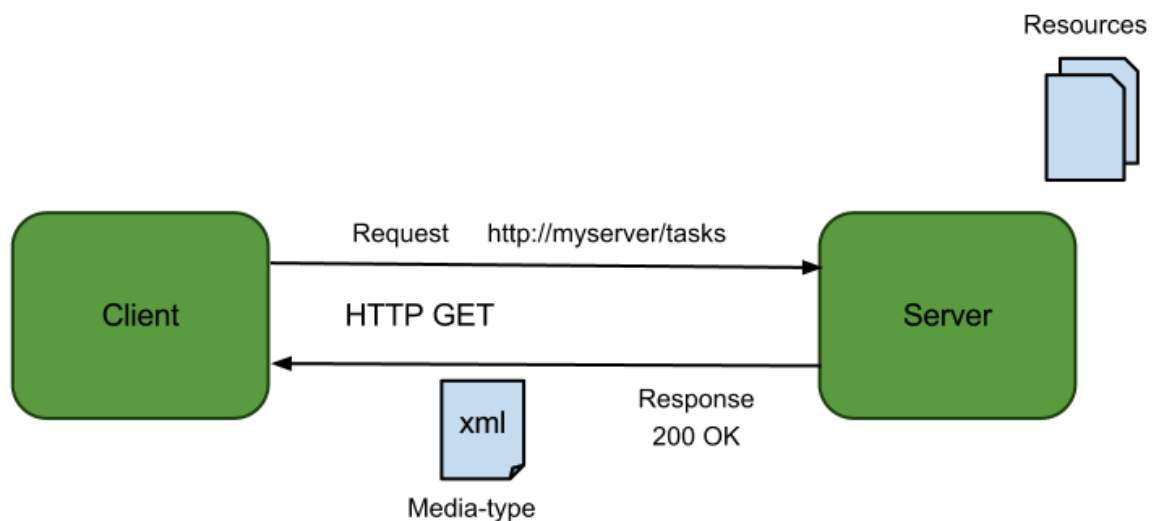 Resources
Request http://myserver/tasks
Client
HTTP GET
Server
Response
200 OK
xml
Media-type